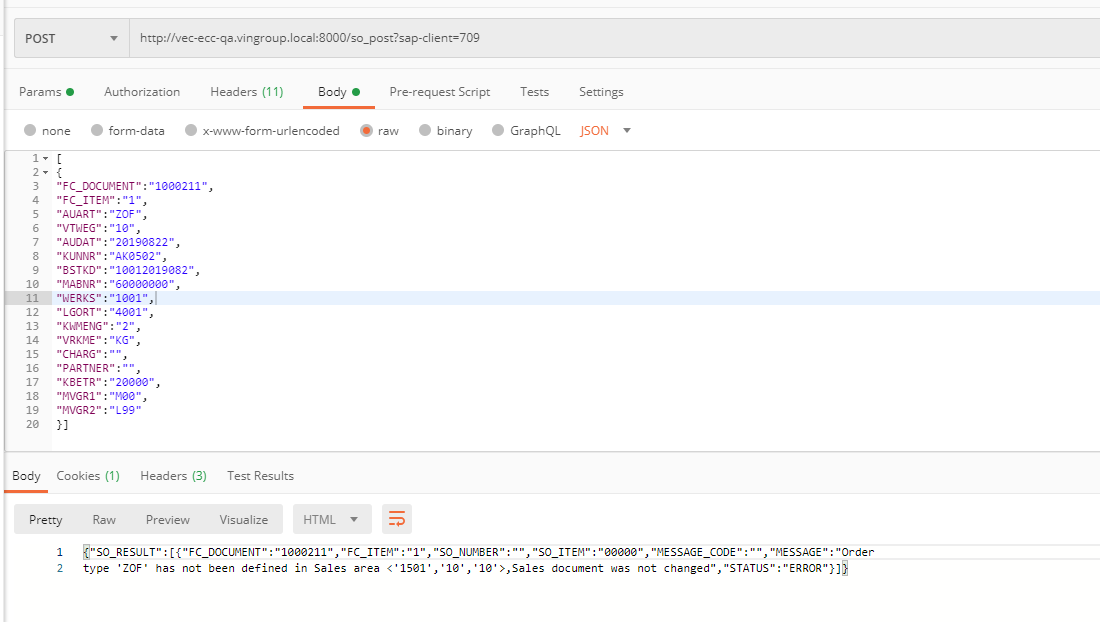 POST http://vec-ecc-qa.vingroup.local:8000/so_post?sap-client=709
Params Authorization Headers (11) Body Pre-request Script Tests Settings
none form-data x-www-form-urlencoded raw binary GraphQL JSON
1 [
2 {
3 "FC_DOCUMENT":"1000211",
4 "FC_ITEM":"1",
5 "AUART":"ZOF",
6 "VTWEG":"10",
7 "AUDAT":"20190822",
8 "KUNNR":"AK0502",
9 "BSTKD":"10012019082",
10 "MABNR":"60000000",
11 "WERKS":"1001",
12 "LGORT":"4001",
13 "KWMENG":"2",
14 "VRKME":"KG",
15 "CHARG":"",
16 "PARTNER":"",
17 "KBETR":"20000",
18 "MVGR1":"M00",
19 "MVGR2":"L99"
20 }]
Body Cookies (1) Headers (3) Test Results
Pretty Raw Preview Visualize HTML
1 {"SO_RESULT":[{"FC_DOCUMENT":"1000211","FC_ITEM":"1","SO_NUMBER":"","SO_ITEM":"00000","MESSAGE_CODE":"","MESSAGE":"Order
2 type 'ZOF' has not been defined in Sales area <'1501','10','10'>,Sales document was not changed","STATUS":"ERROR"}]}